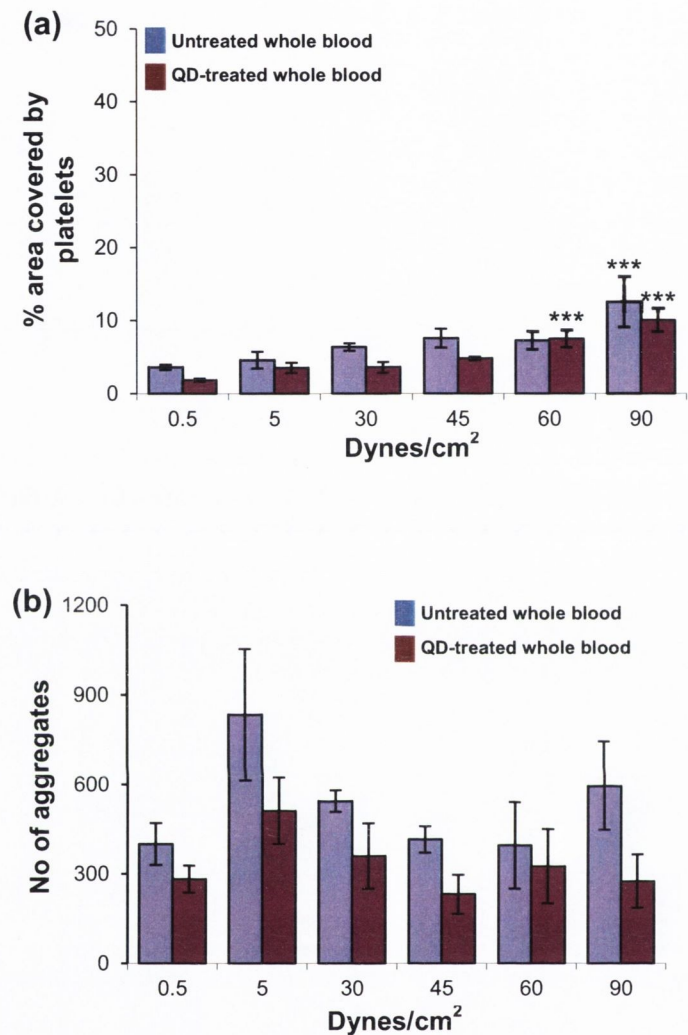 (a)
50
40
30
20
10
0
% area covered by
platelets
Untreated whole blood
QD-treated whole blood
***
***
***
0.5 5 30 45 60 90
Dynes/cm²
(b)
1200
900
600
300
0
No of aggregates
Untreated whole blood
QD-treated whole blood
0.5 5 30 45 60 90
Dynes/cm²